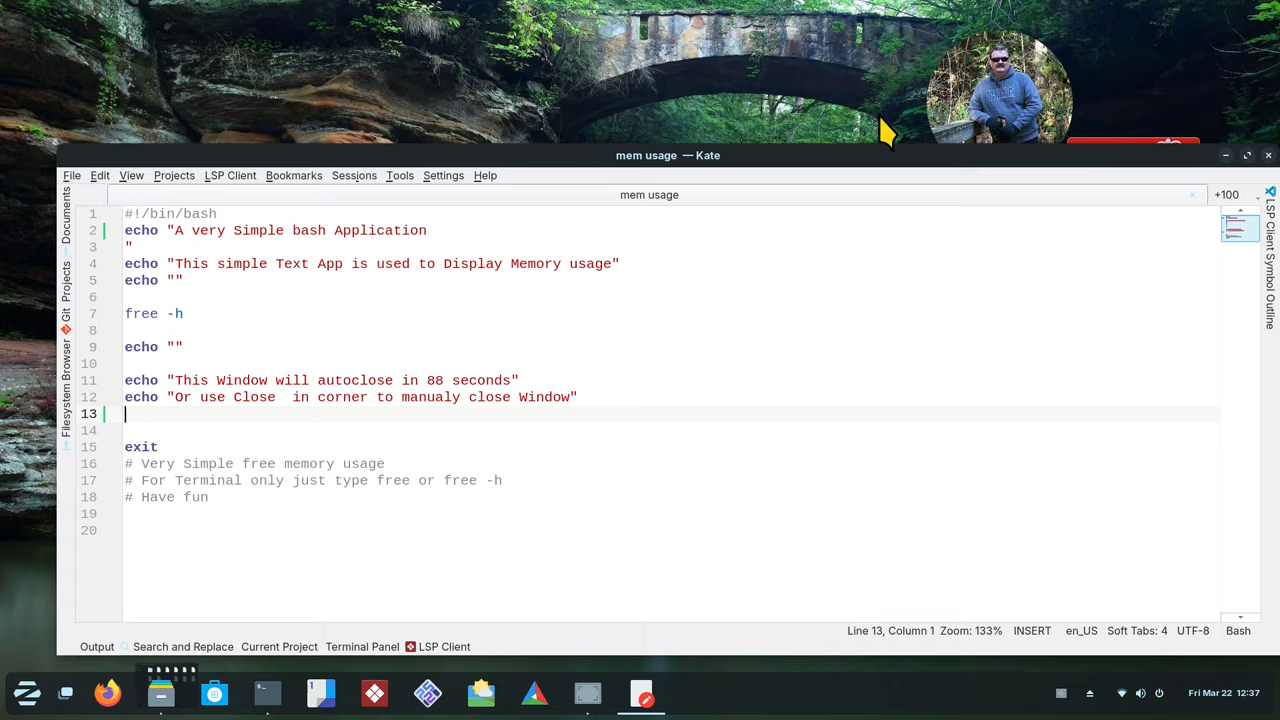 mem usage — Kate
File Edit View Projects LSP Client Bookmarks Sessions Tools Settings Help
mem usage +100
Documents
Projects
Git
Filesystem Browser
LSP Client Symbol Outline
1 #!/bin/bash
2 echo "A very Simple bash Application
3 "
4 echo "This simple Text App is used to Display Memory usage"
5 echo ""
6
7 free -h
8
9 echo ""
10
11 echo "This Window will autoclose in 88 seconds"
12 echo "Or use Close  in corner to manualy close Window"
13
14
15 exit
16 # Very Simple free memory usage
17 # For Terminal only just type free or free -h
18 # Have fun
19
20
Line 13, Column 1 Zoom: 133% INSERT en_US Soft Tabs: 4 UTF-8 Bash
Output Search and Replace Current Project Terminal Panel LSP Client
Fri Mar 22 12:37